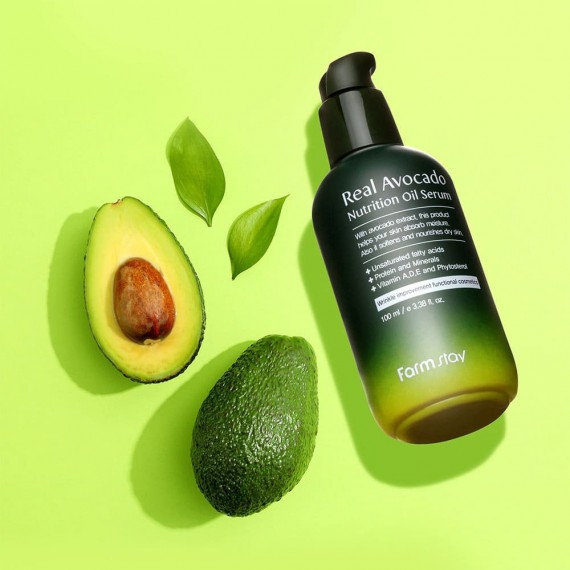 Real Avocado
Nutrition Oil Serum
With avocado extract, this product
helps your skin absorb moisture,
Also it softens and nourishes dry skin.
+ Unsaturated fatty acids
+ Protein and Minerals
+ Vitamin A,D,E and Phytosterol
Wrinkle improvement functional cosmetics
100 ml / e 3.38 fl. oz.
Farmstay